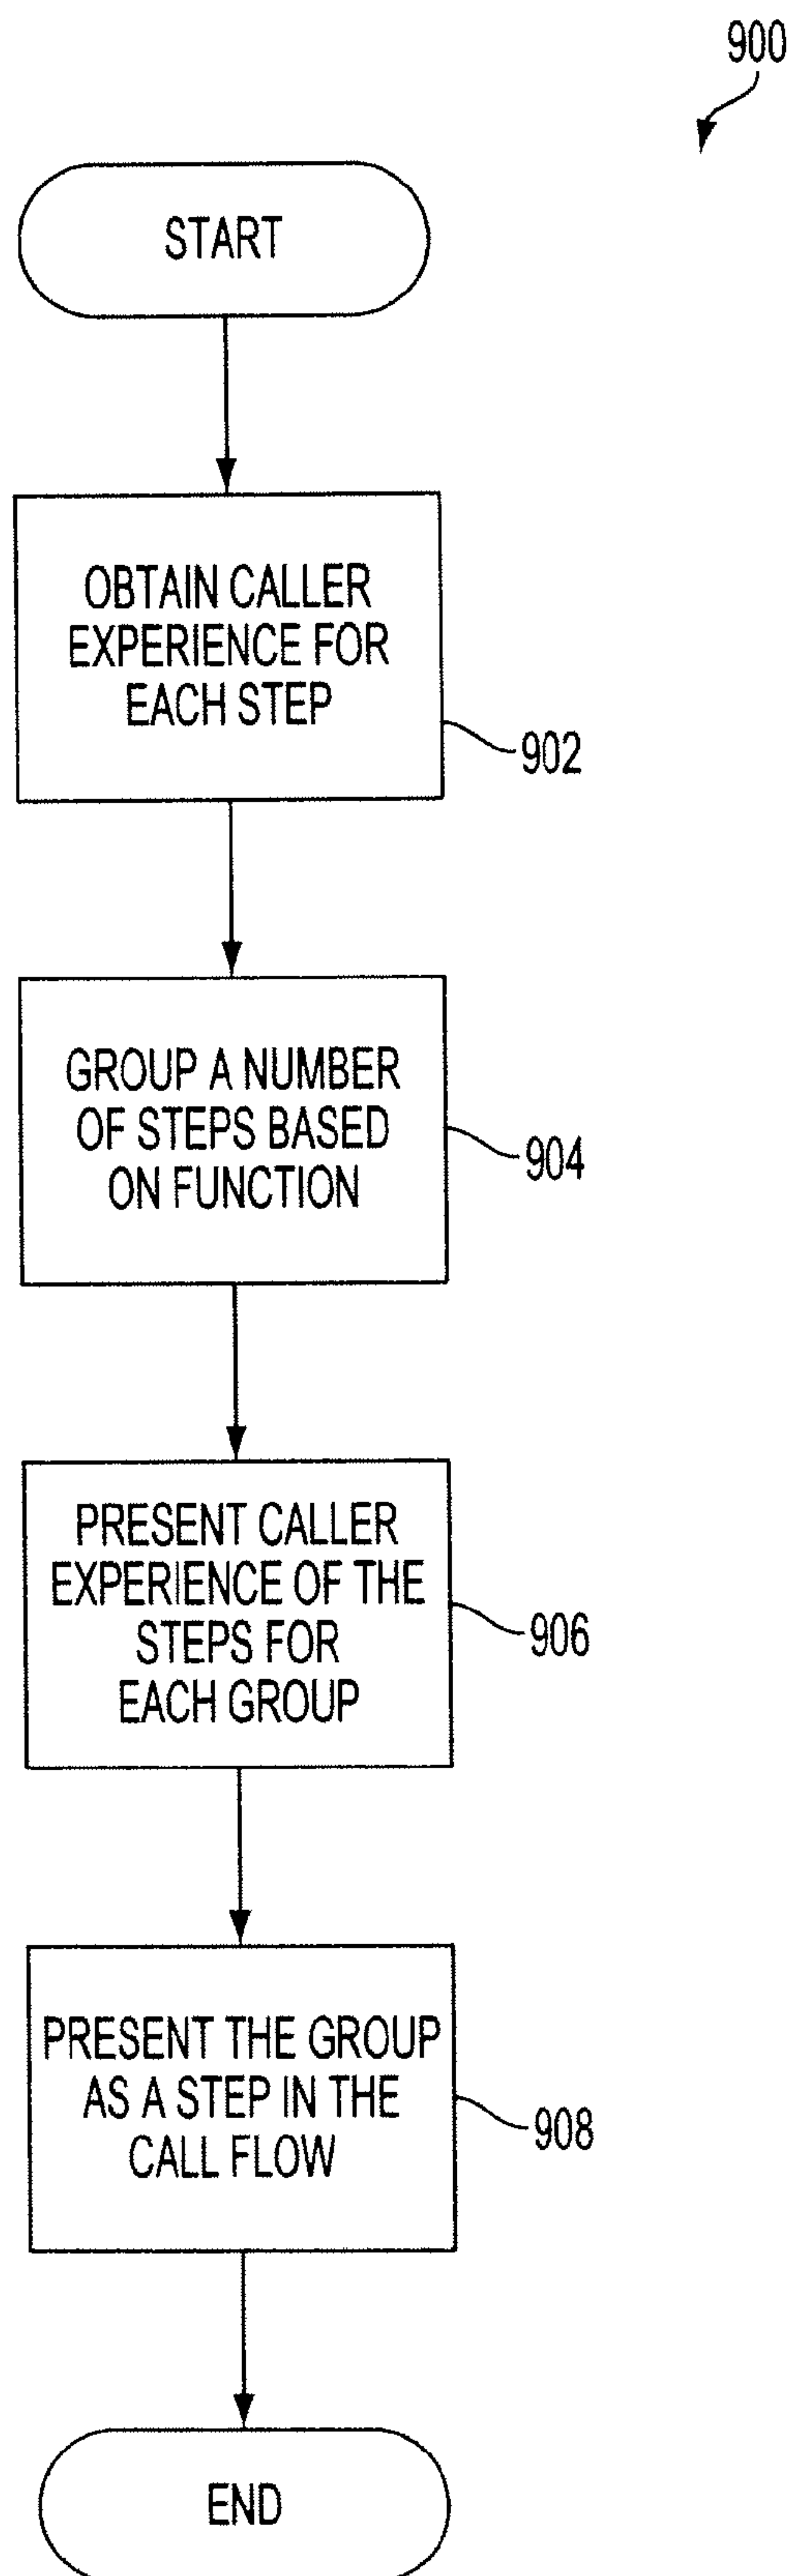 900
START
OBTAIN CALLER
EXPERIENCE FOR
EACH STEP
902
GROUP A NUMBER
OF STEPS BASED
ON FUNCTION
904
PRESENT CALLER
EXPERIENCE OF THE
STEPS FOR
EACH GROUP
906
PRESENT THE GROUP
AS A STEP IN THE
CALL FLOW
908
END